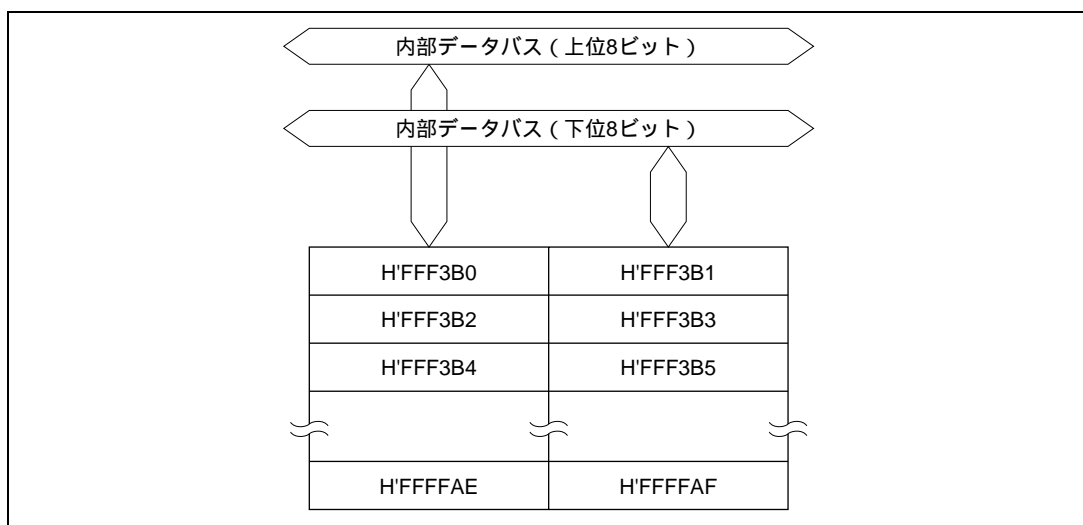 内部データバス（上位8ビット）
内部データバス（下位8ビット）
H'FFF3B0 H'FFF3B1
H'FFF3B2 H'FFF3B3
H'FFF3B4 H'FFF3B5
H'FFFFAE H'FFFFAF